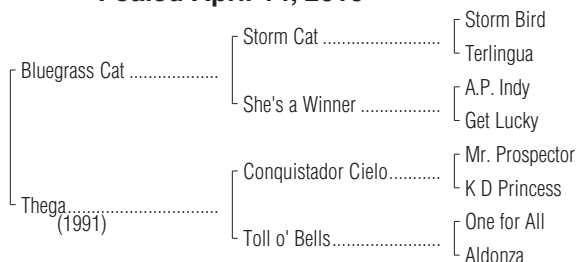 Foaled April
Storm Bird
Storm Cat ........................
Terlingua
Bluegrass Cat ..................
A.P. Indy
She's a Winner ................
Get Lucky
Mr. Prospector
Conquistador Cielo..........
K D Princess
Thega..............................
(1991)
One for All
Toll o' Bells.....................
Aldonza